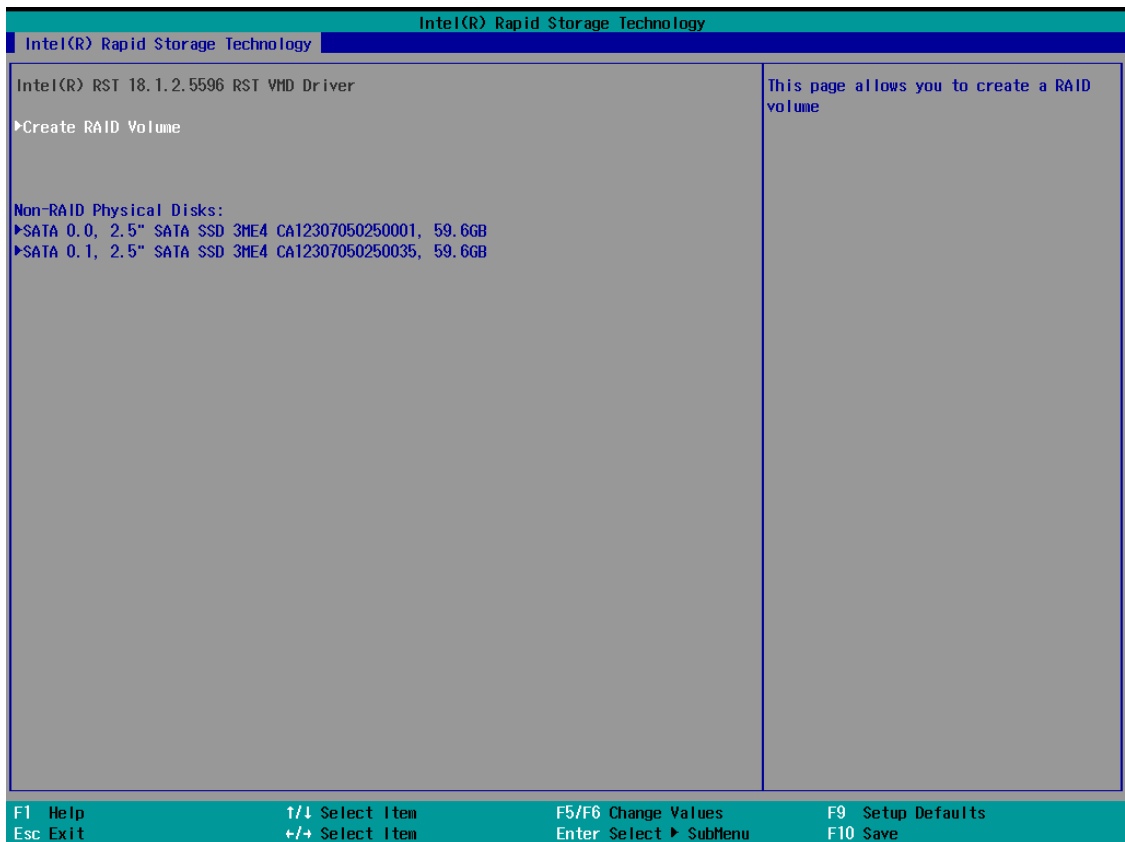 Intel(R) Rapid Storage Technology
Intel(R) Rapid Storage Technology
Intel(R) RST 18.1.2.5596 RST VMD Driver
▶Create RAID Volume
Non-RAID Physical Disks:
▶SATA 0.0, 2.5" SATA SSD 3ME4 CA12307050250001, 59.6GB
▶SATA 0.1, 2.5" SATA SSD 3ME4 CA12307050250035, 59.6GB
This page allows you to create a RAID
volume
F1 Help ↑/↓ Select Item F5/F6 Change Values F9 Setup Defaults
Esc Exit ←/→ Select Item Enter Select ▶ SubMenu F10 Save